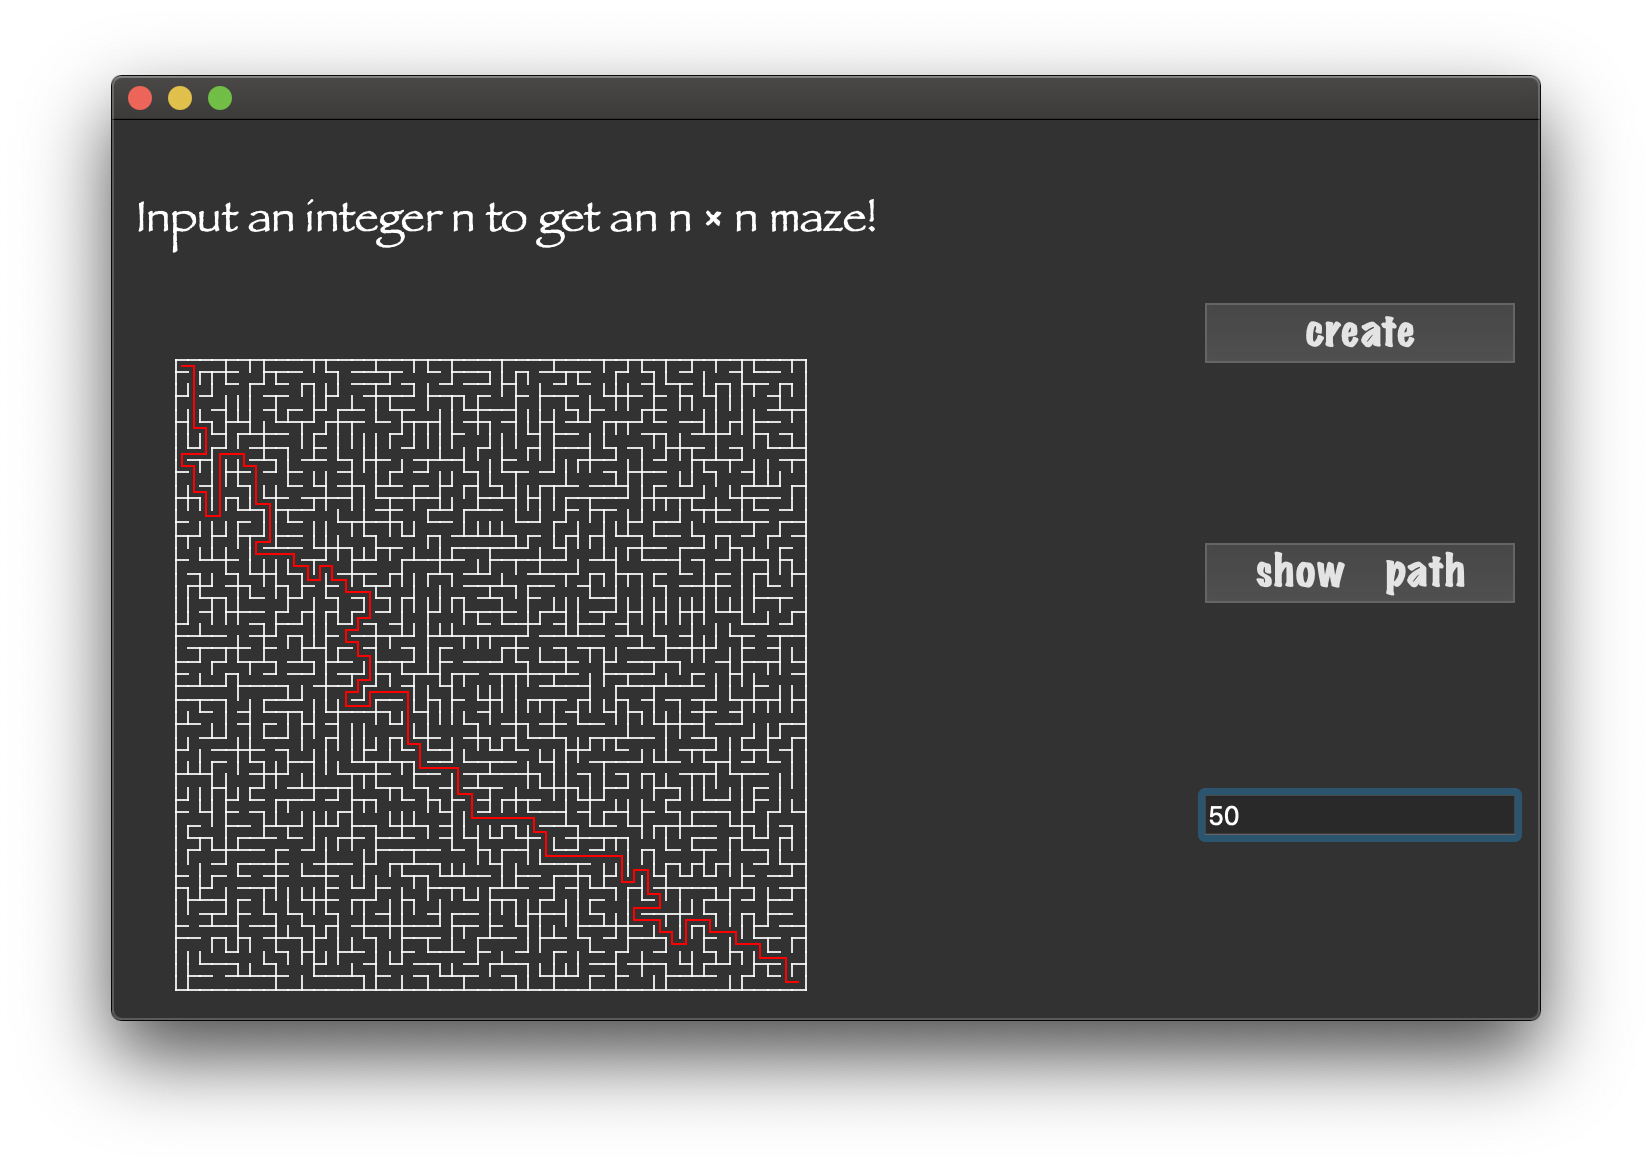 Input an integer n to get an n × n maze!
create
show path
50